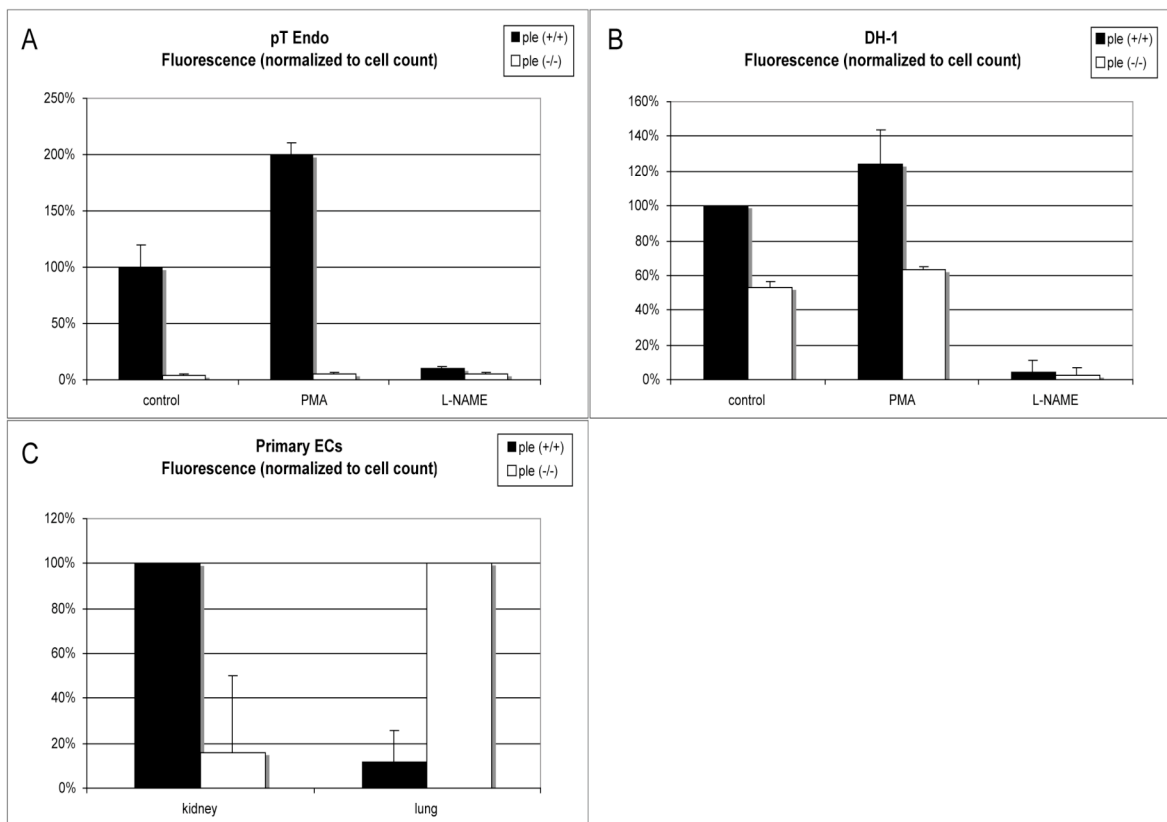 A
pT Endo
Fluorescence (normalized to cell count)
ple (+/+)
ple (-/-)
250%
200%
150%
100%
50%
0%
control
PMA
L-NAME
B
DH-1
Fluorescence (normalized to cell count)
ple (+/+)
ple (-/-)
160%
140%
120%
100%
80%
60%
40%
20%
0%
control
PMA
L-NAME
C
Primary ECs
Fluorescence (normalized to cell count)
ple (+/+)
ple (-/-)
120%
100%
80%
60%
40%
20%
0%
kidney
lung